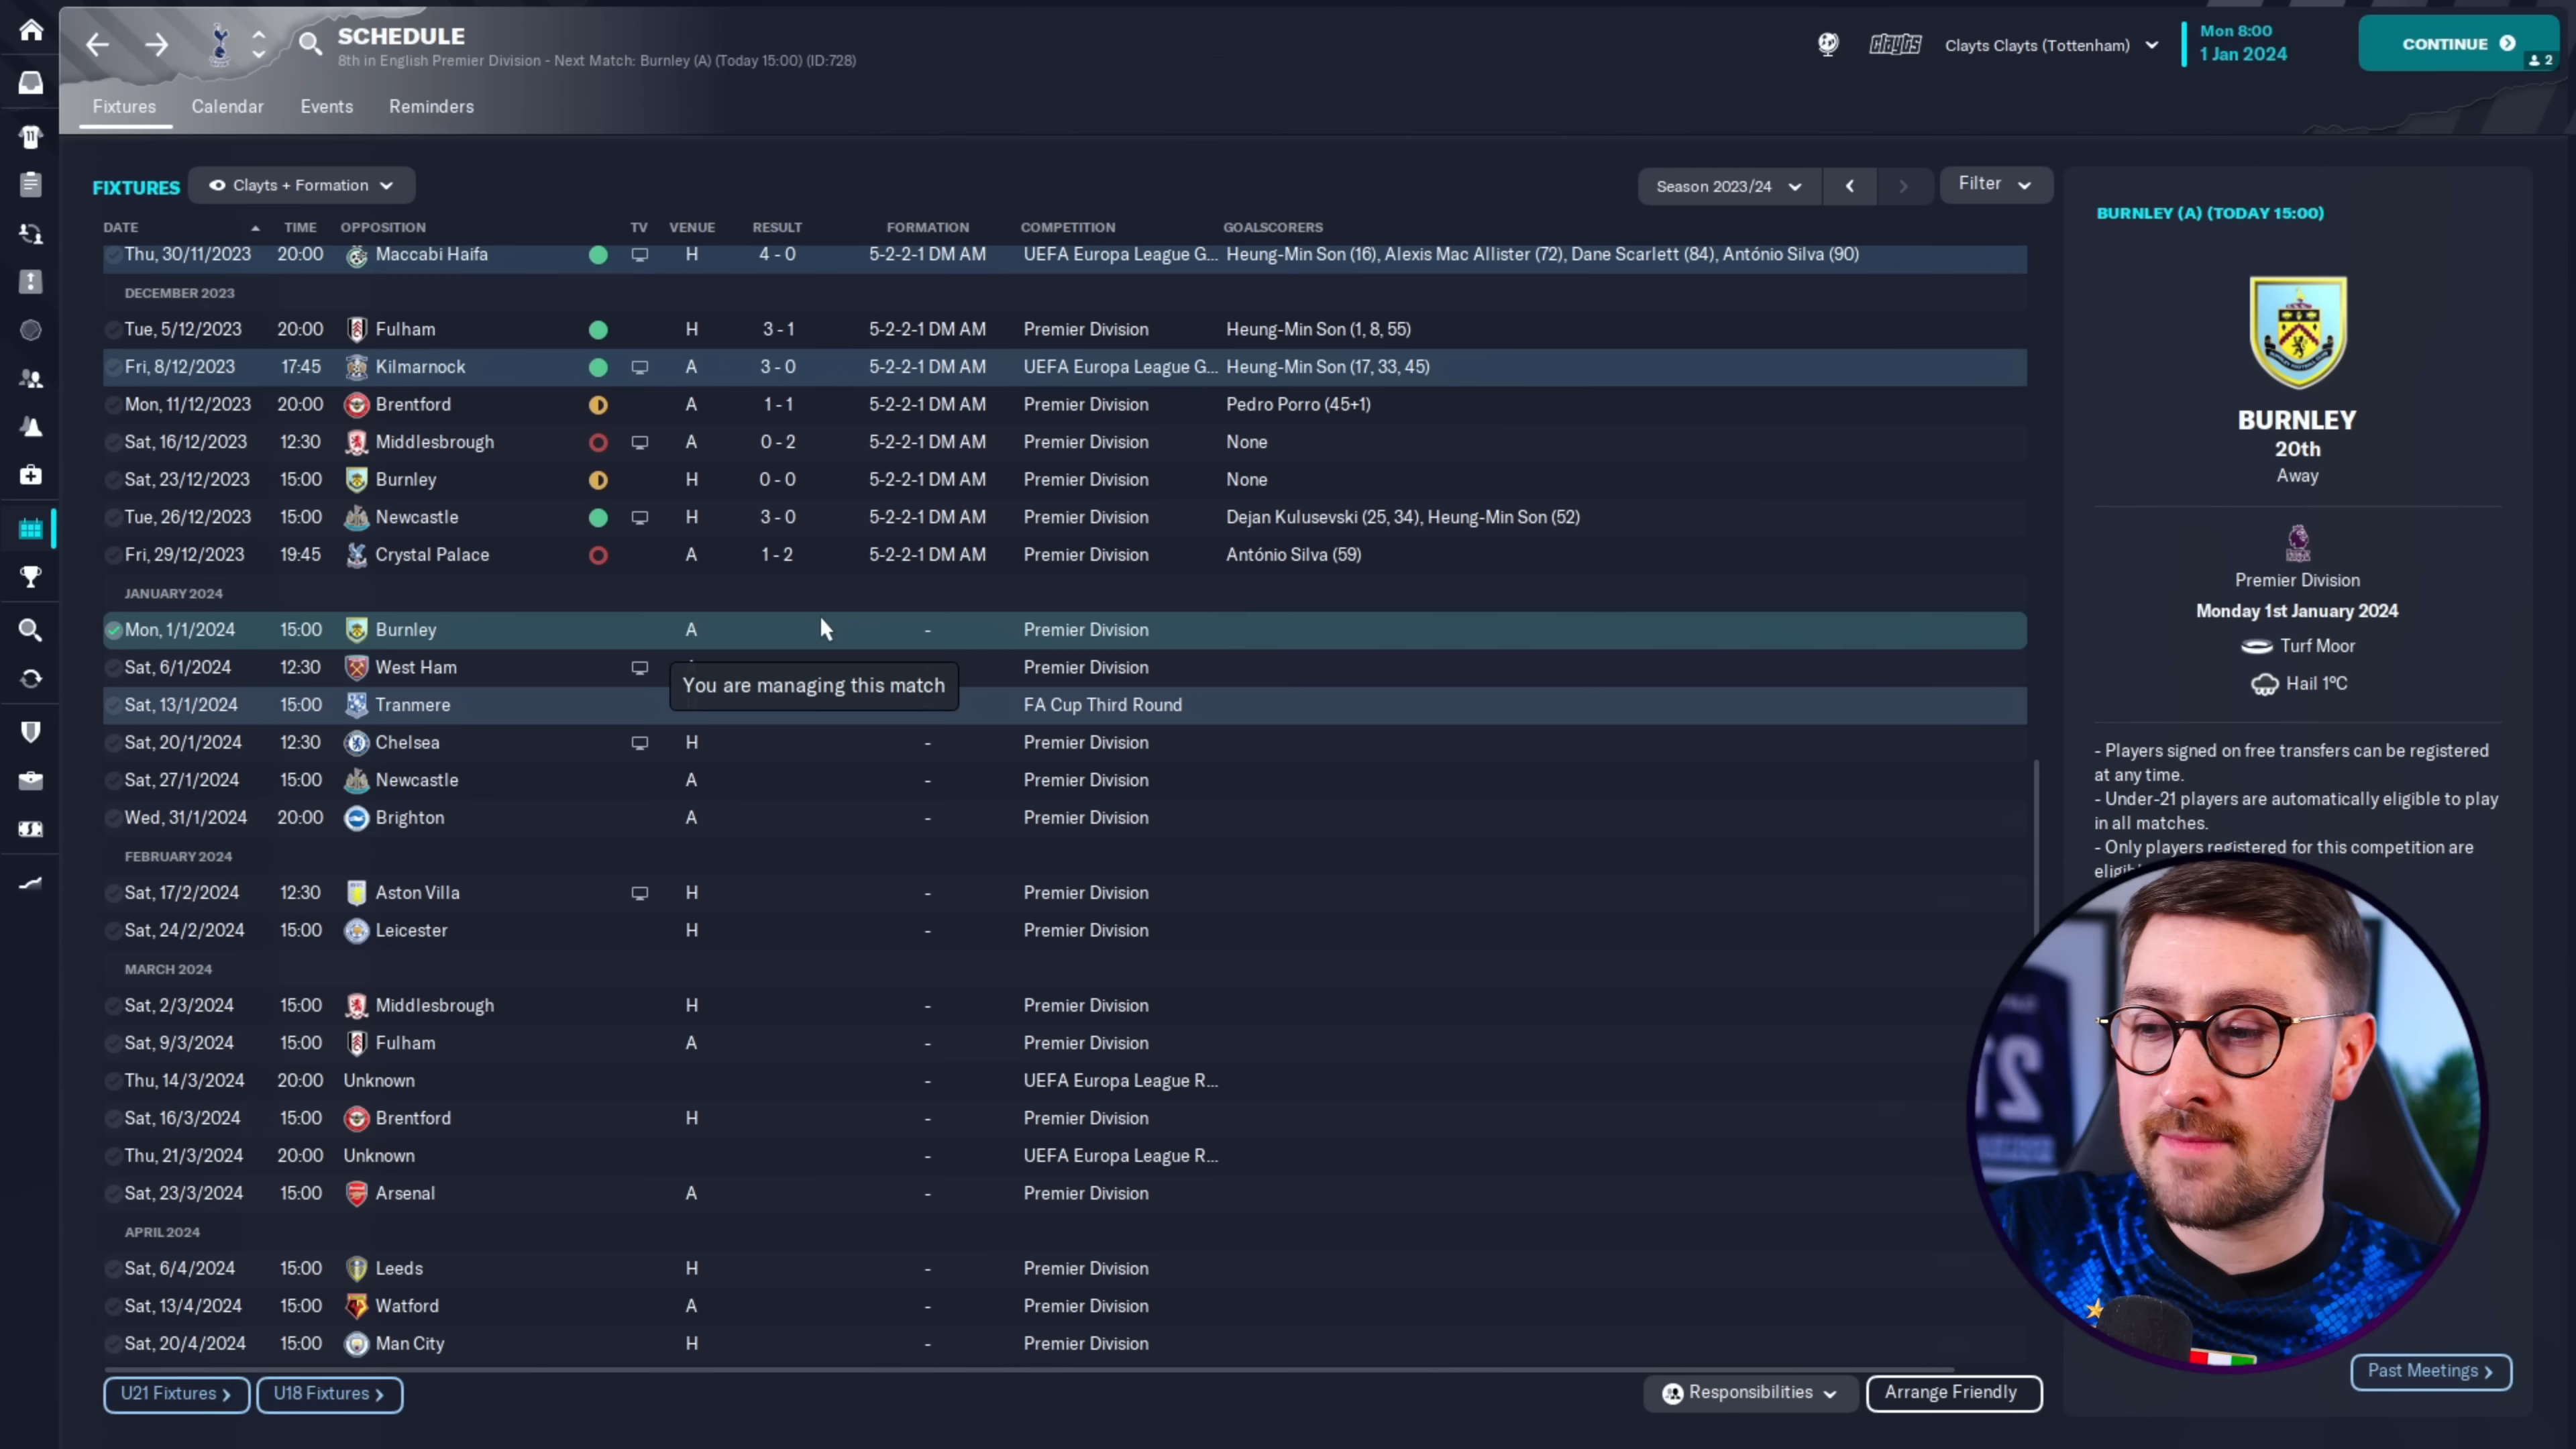 SCHEDULE
8th in English Premier Division - Next Match: Burnley (A) (Today 15:00) (ID:728)
clayts Clayts Clayts (Tottenham)
Mon 8:00
1 Jan 2024
CONTINUE
2
Fixtures Calendar Events Reminders
FIXTURES Clayts + Formation Season 2023/24 Filter
DATE TIME OPPOSITION TV VENUE RESULT FORMATION COMPETITION GOALSCORERS
Thu, 30/11/2023 20:00 Maccabi Haifa H 4 - 0 5-2-2-1 DM AM UEFA Europa League G... Heung-Min Son (16), Alexis Mac Allister (72), Dane Scarlett (84), António Silva (90)
DECEMBER 2023
Tue, 5/12/2023 20:00 Fulham H 3 - 1 5-2-2-1 DM AM Premier Division Heung-Min Son (1, 8, 55)
Fri, 8/12/2023 17:45 Kilmarnock A 3 - 0 5-2-2-1 DM AM UEFA Europa League G... Heung-Min Son (17, 33, 45)
Mon, 11/12/2023 20:00 Brentford A 1 - 1 5-2-2-1 DM AM Premier Division Pedro Porro (45+1)
Sat, 16/12/2023 12:30 Middlesbrough A 0 - 2 5-2-2-1 DM AM Premier Division None
Sat, 23/12/2023 15:00 Burnley H 0 - 0 5-2-2-1 DM AM Premier Division None
Tue, 26/12/2023 15:00 Newcastle H 3 - 0 5-2-2-1 DM AM Premier Division Dejan Kulusevski (25, 34), Heung-Min Son (52)
Fri, 29/12/2023 19:45 Crystal Palace A 1 - 2 5-2-2-1 DM AM Premier Division António Silva (59)
JANUARY 2024
Mon, 1/1/2024 15:00 Burnley A - Premier Division
Sat, 6/1/2024 12:30 West Ham Premier Division
You are managing this match
Sat, 13/1/2024 15:00 Tranmere FA Cup Third Round
Sat, 20/1/2024 12:30 Chelsea H - Premier Division
Sat, 27/1/2024 15:00 Newcastle A - Premier Division
Wed, 31/1/2024 20:00 Brighton A - Premier Division
FEBRUARY 2024
Sat, 17/2/2024 12:30 Aston Villa H - Premier Division
Sat, 24/2/2024 15:00 Leicester H - Premier Division
MARCH 2024
Sat, 2/3/2024 15:00 Middlesbrough H - Premier Division
Sat, 9/3/2024 15:00 Fulham A - Premier Division
Thu, 14/3/2024 20:00 Unknown - UEFA Europa League R...
Sat, 16/3/2024 15:00 Brentford H - Premier Division
Thu, 21/3/2024 20:00 Unknown - UEFA Europa League R...
Sat, 23/3/2024 15:00 Arsenal A - Premier Division
APRIL 2024
Sat, 6/4/2024 15:00 Leeds H - Premier Division
Sat, 13/4/2024 15:00 Watford A - Premier Division
Sat, 20/4/2024 15:00 Man City H - Premier Division
U21 Fixtures U18 Fixtures Responsibilities Arrange Friendly
BURNLEY (A) (TODAY 15:00)
BURNLEY
20th
Away
Premier Division
Monday 1st January 2024
Turf Moor
Hail 1°C
- Players signed on free transfers can be registered
at any time.
- Under-21 players are automatically eligible to play
in all matches.
- Only players registered for this competition are
Past Meetings